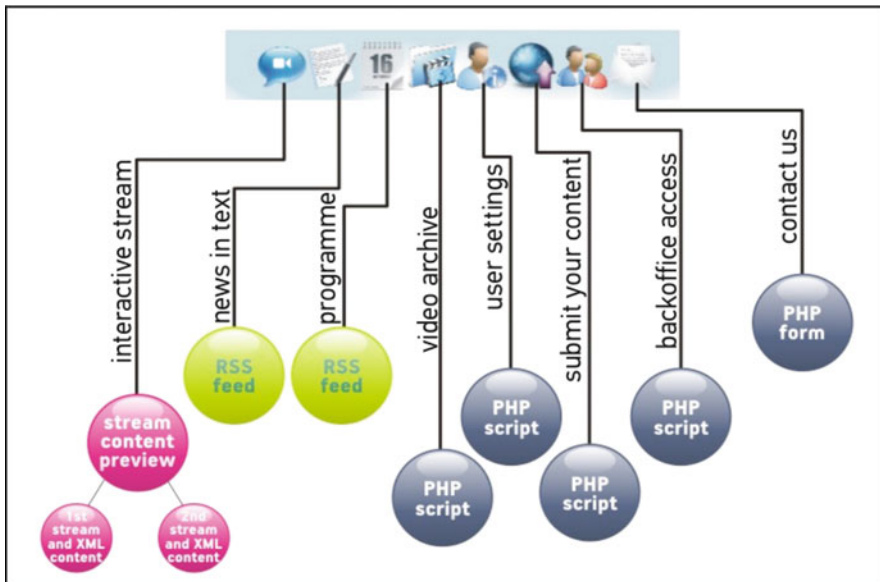 16
interactive stream
news in text
programme
video archive
user settings
submit your content
backoffice access
contact us
RSS
feed
RSS
feed
PHP
form
stream
content
preview
PHP
script
PHP
script
PHP
script
PHP
script
1st
stream
and XML
content
2nd
stream
and XML
content